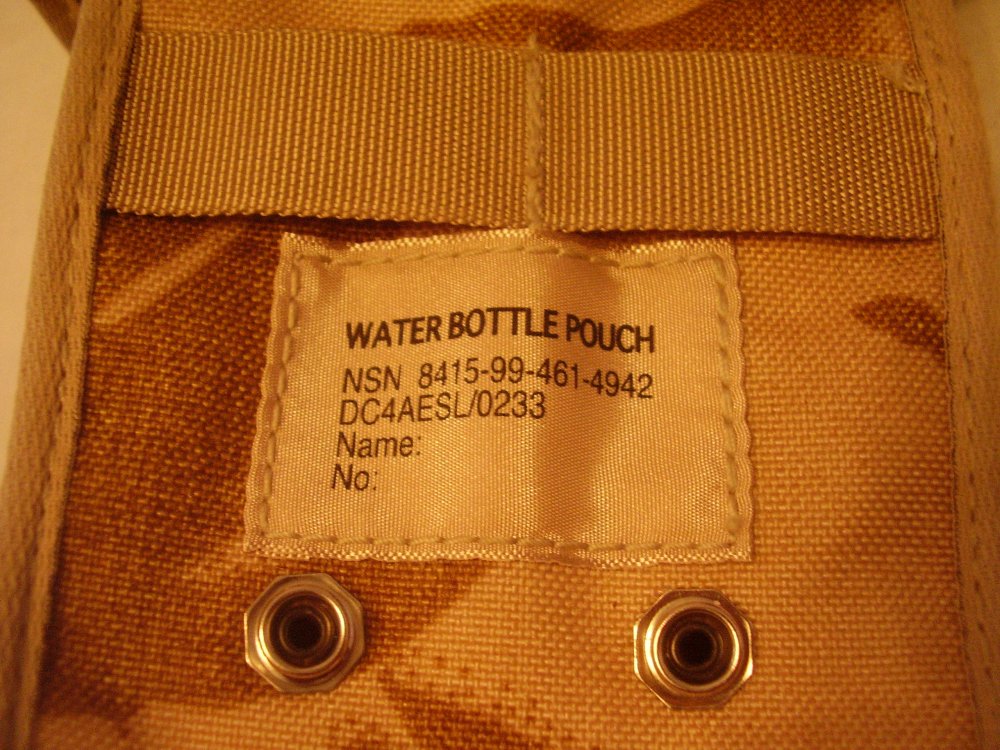 WATER BOTTLE POUCH
NSN 8415-99-461-4942
DC4AESL/0233
Name:
No: